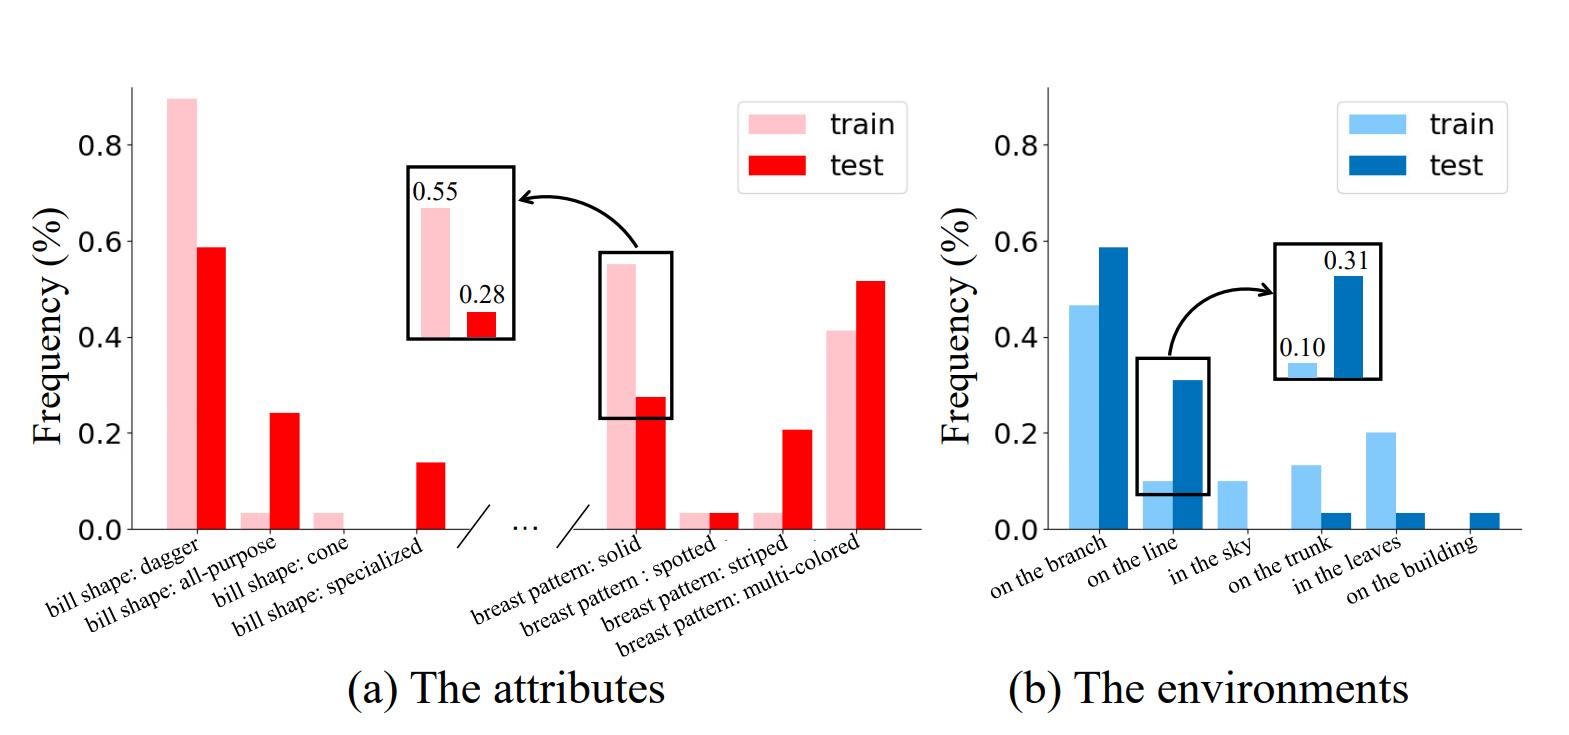 Frequency (%)
0.8
0.6
0.4
0.2
0.0
train
test
0.55
0.28
bill shape: dagger
bill shape: all-purpose
bill shape: cone
bill shape: specialized
...
breast pattern: solid
breast pattern : spotted
breast pattern: striped
breast pattern: multi-colored
(a) The attributes
Frequency (%)
0.8
0.6
0.4
0.2
0.0
train
test
0.31
0.10
on the branch
on the line
in the sky
on the trunk
in the leaves
on the building
(b) The environments